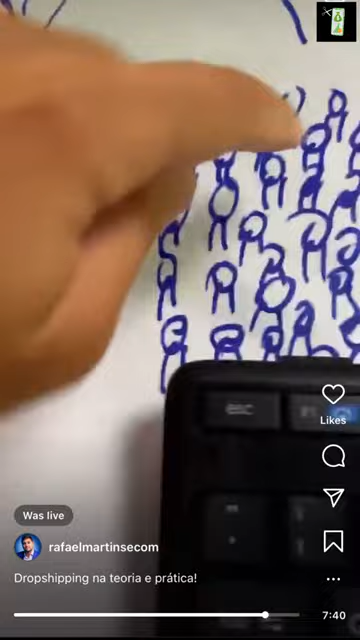 esc
Likes
Was live
rafaelmartinsecom
Dropshipping na teoria e prática!
7:40